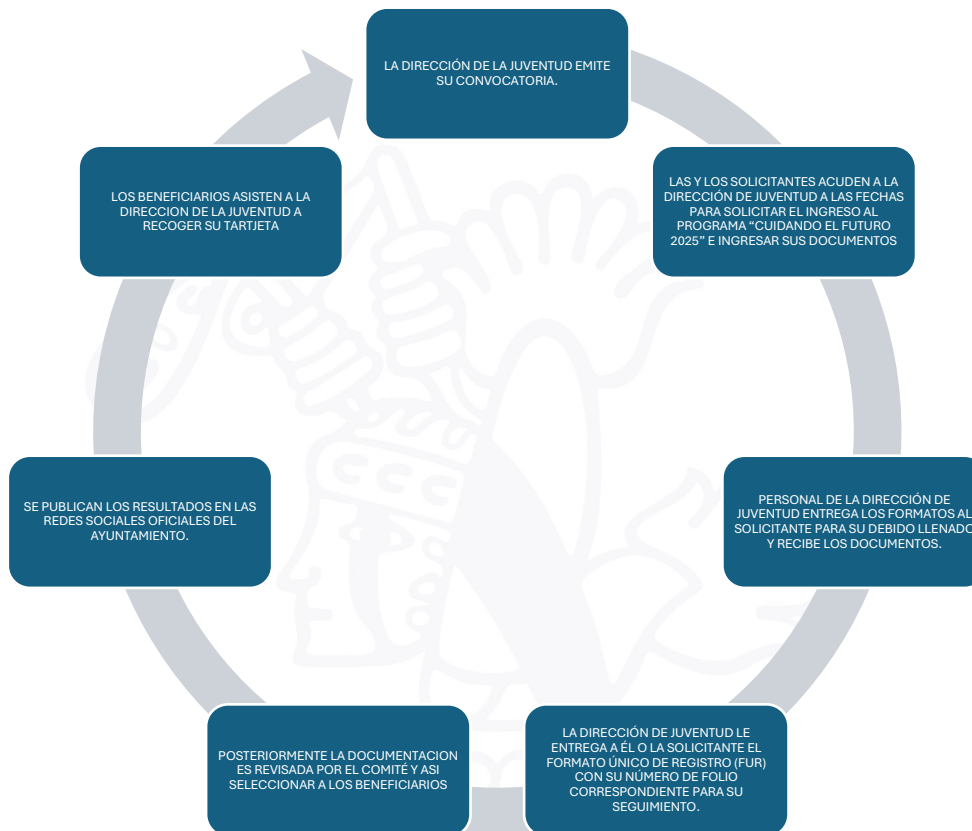 LA DIRECCIÓN DE LA JUVENTUD EMITE
SU CONVOCATORIA.
LAS Y LOS SOLICITANTES ACUDEN A LA
DIRECCIÓN DE JUVENTUD A LAS FECHAS
PARA SOLICITAR EL INGRESO AL
PROGRAMA “CUIDANDO EL FUTURO
2025” E INGRESAR SUS DOCUMENTOS
PERSONAL DE LA DIRECCIÓN DE
JUVENTUD ENTREGA LOS FORMATOS AL
SOLICITANTE PARA SU DEBIDO LLENADO
Y RECIBE LOS DOCUMENTOS.
LA DIRECCIÓN DE JUVENTUD LE
ENTREGA A ÉL O LA SOLICITANTE EL
FORMATO ÚNICO DE REGISTRO (FUR)
CON SU NÚMERO DE FOLIO
CORRESPONDIENTE PARA SU
SEGUIMIENTO.
POSTERIORMENTE LA DOCUMENTACION
ES REVISADA POR EL COMITÉ Y ASI
SELECCIONAR A LOS BENEFICIARIOS
SE PUBLICAN LOS RESULTADOS EN LAS
REDES SOCIALES OFICIALES DEL
AYUNTAMIENTO.
LOS BENEFICIARIOS ASISTEN A LA
DIRECCION DE LA JUVENTUD A
RECOGER SU TARTJETA